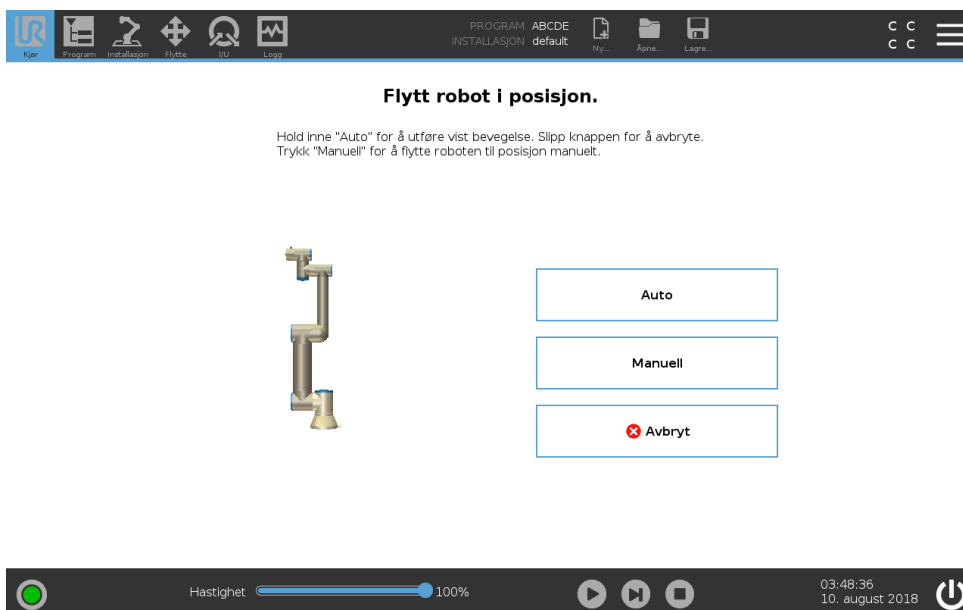 UR
PROGRAM ABCDE
INSTALLASJON default
C C
C C
Kjør
Program
Installasjon
Flytte
I/U
Logg
Ny...
Åpne...
Lagre...
Flytt robot i posisjon.
Hold inne "Auto" for å utføre vist bevegelse. Slipp knappen for å avbryte.
Trykk "Manuell" for å flytte roboten til posisjon manuelt.
Auto
Manuell
Avbryt
Hastighet
100%
03:48:36
10. august 2018